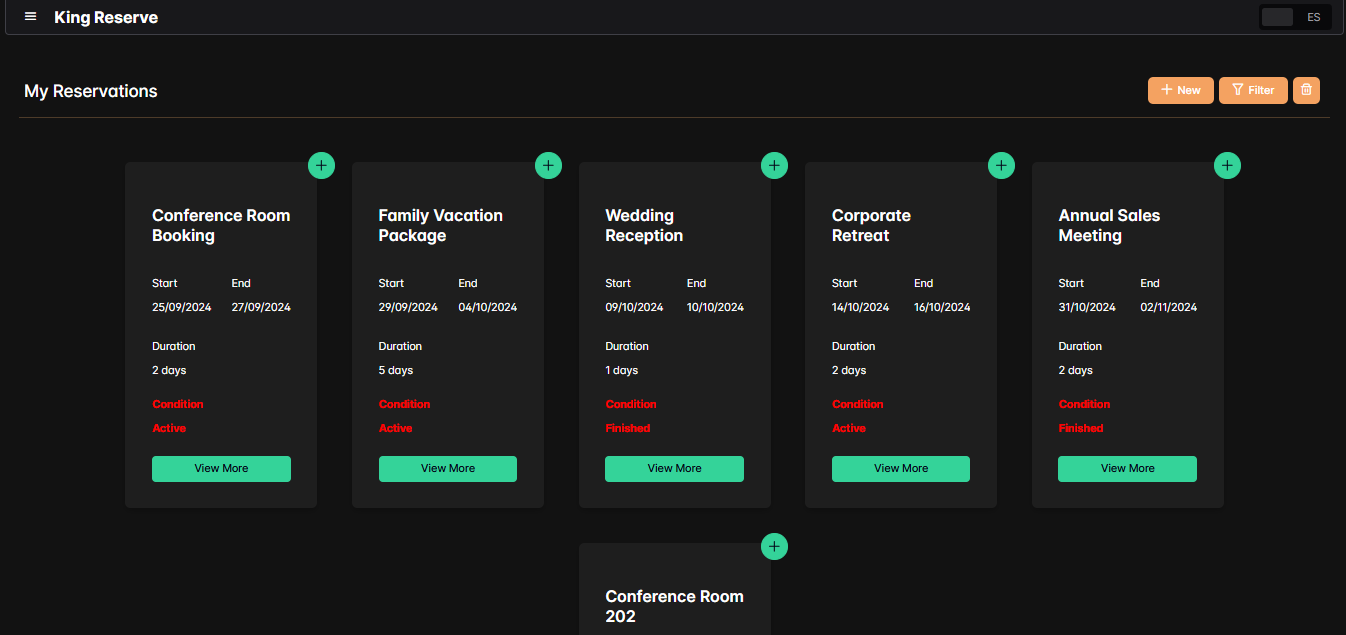 King Reserve
ES
My Reservations
New
Filter
Conference Room
Booking
Start End
25/09/2024 27/09/2024
Duration
2 days
Condition
Active
View More
Family Vacation
Package
Start End
29/09/2024 04/10/2024
Duration
5 days
Condition
Active
View More
Wedding
Reception
Start End
09/10/2024 10/10/2024
Duration
1 days
Condition
Finished
View More
Corporate
Retreat
Start End
14/10/2024 16/10/2024
Duration
2 days
Condition
Active
View More
Annual Sales
Meeting
Start End
31/10/2024 02/11/2024
Duration
2 days
Condition
Finished
View More
Conference Room
202